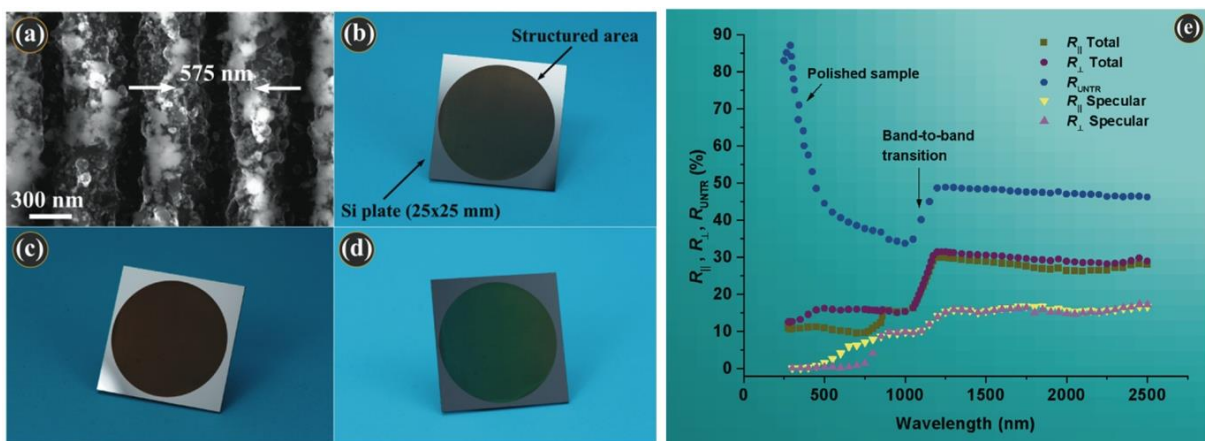 (a)
575 nm
300 nm
(b)
Structured area
Si plate (25x25 mm)
(c)
(d)
(e)
R∥ Total
R⊥ Total
RUNTR
R∥ Specular
R⊥ Specular
Polished sample
Band-to-band
transition
R∥, R⊥, RUNTR (%)
90
80
70
60
50
40
30
20
10
0
0
500
1000
1500
2000
2500
Wavelength (nm)